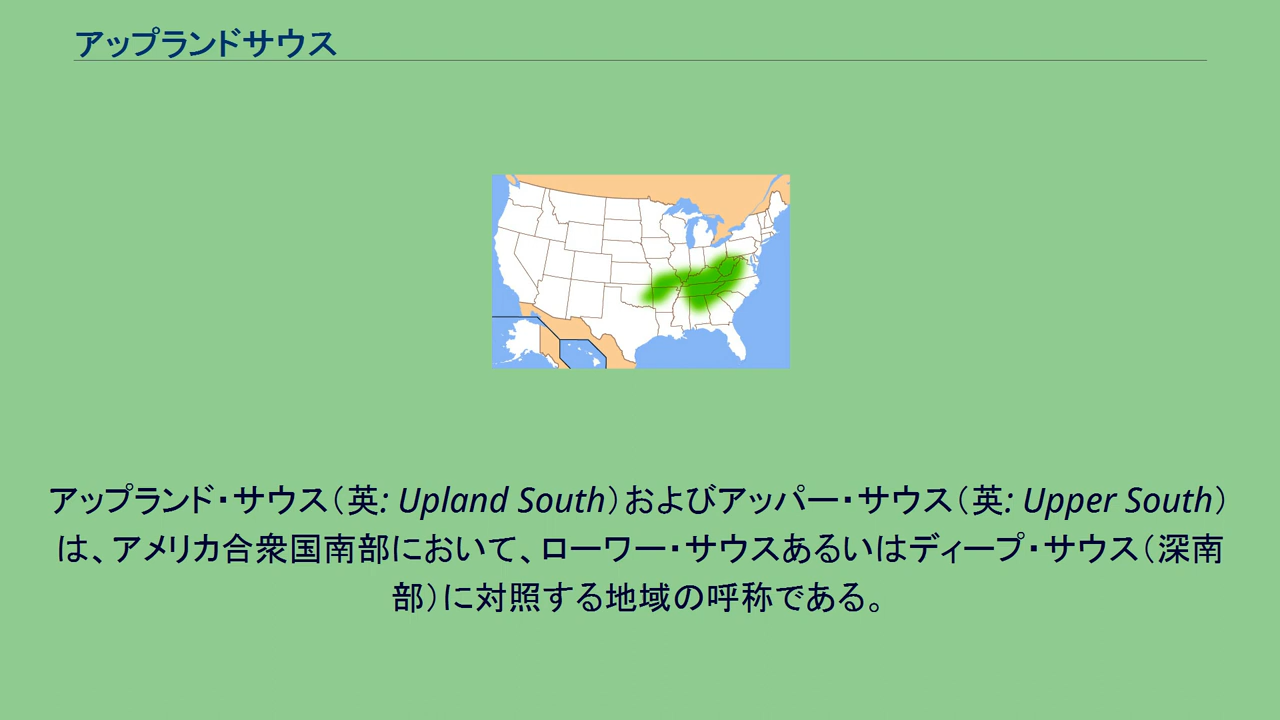 アップランドサウス
アップランド・サウス（英: Upland South）およびアッパー・サウス（英: Upper South）
は、アメリカ合衆国南部において、ローワー・サウスあるいはディープ・サウス（深南
部）に対照する地域の呼称である。